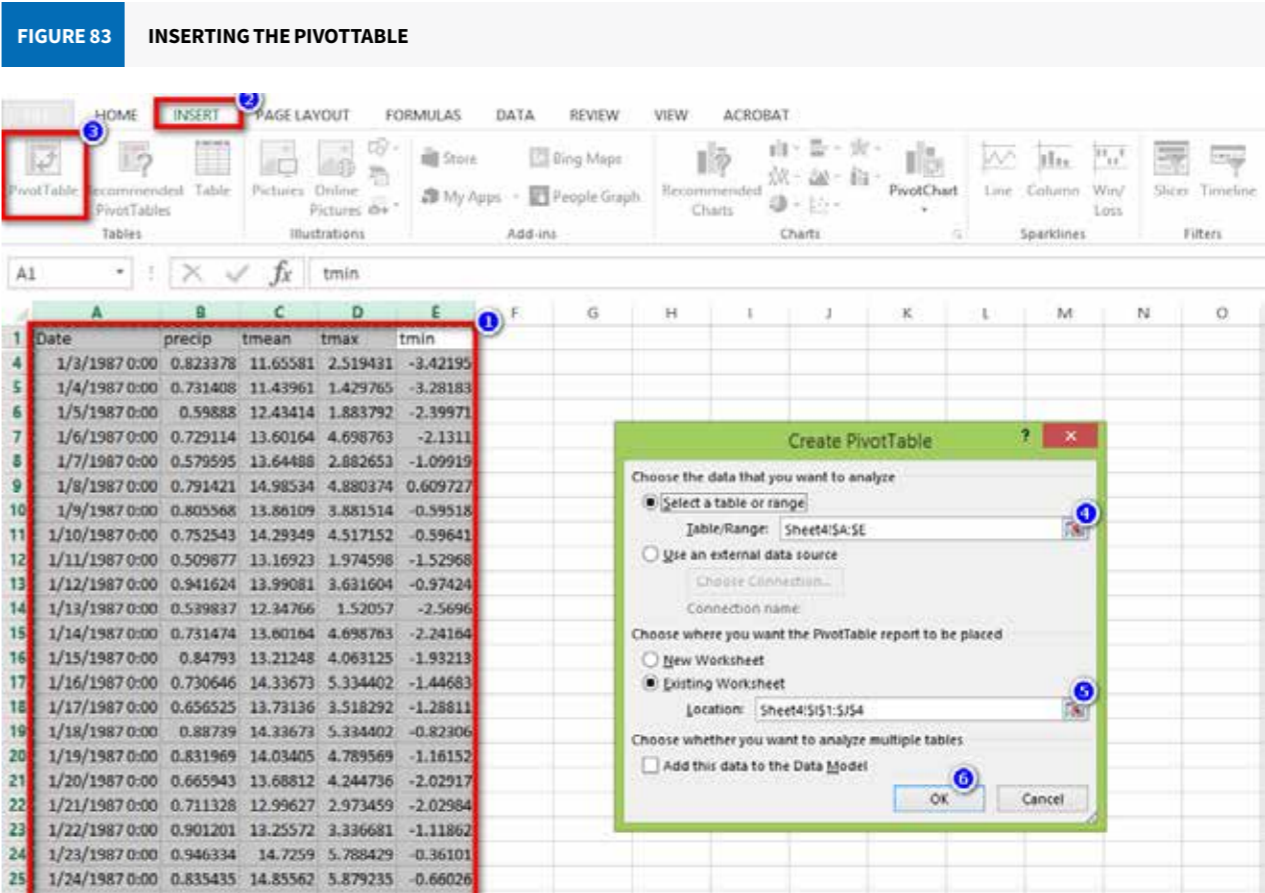 FIGURE 83 INSERTING THE PIVOTTABLE
HOME INSERT 2 PAGE LAYOUT FORMULAS DATA REVIEW VIEW ACROBAT
3
PivotTable Recommended PivotTables Table Pictures Online Pictures Store My Apps Bing Maps People Graph Recommended Charts PivotChart Line Column Win/Loss Slicer Timeline
Tables Illustrations Add-ins Charts Sparklines Filters
A1 fx tmin
A B C D E F G H I J K L M N O
1
1 Date precip tmean tmax tmin
4 1/3/1987 0:00 0.823378 11.65581 2.519431 -3.42195
5 1/4/1987 0:00 0.731408 11.43961 1.429765 -3.28183
6 1/5/1987 0:00 0.59888 12.43414 1.883792 -2.39971
7 1/6/1987 0:00 0.729114 13.60164 4.698763 -2.1311
8 1/7/1987 0:00 0.579595 13.64488 2.882653 -1.09919
9 1/8/1987 0:00 0.791421 14.98534 4.880374 0.609727
10 1/9/1987 0:00 0.805568 13.86109 3.881514 -0.59518
11 1/10/1987 0:00 0.752543 14.29349 4.517152 -0.59641
12 1/11/1987 0:00 0.509877 13.16923 1.974598 -1.52968
13 1/12/1987 0:00 0.941624 13.99081 3.631604 -0.97424
14 1/13/1987 0:00 0.539837 12.34766 1.52057 -2.5696
15 1/14/1987 0:00 0.731474 13.60164 4.698763 -2.24164
16 1/15/1987 0:00 0.84793 13.21248 4.063125 -1.93213
17 1/16/1987 0:00 0.730646 14.33673 5.334402 -1.44683
18 1/17/1987 0:00 0.656525 13.73136 3.518292 -1.28811
19 1/18/1987 0:00 0.88739 14.33673 5.334402 -0.82306
20 1/19/1987 0:00 0.831969 14.03405 4.789569 -1.16152
21 1/20/1987 0:00 0.665943 13.68812 4.244736 -2.02917
22 1/21/1987 0:00 0.711328 12.99627 2.973459 -2.02984
23 1/22/1987 0:00 0.901201 13.25572 3.336681 -1.11862
24 1/23/1987 0:00 0.946334 14.7259 5.788429 -0.36101
25 1/24/1987 0:00 0.835435 14.85562 5.879235 -0.66026
Create PivotTable ? ×
Choose the data that you want to analyze
Select a table or range
Table/Range: Sheet4!$A:$E 4
Use an external data source
Choose Connection...
Connection name:
Choose where you want the PivotTable report to be placed
New Worksheet
Existing Worksheet
Location: Sheet4!$I$1:$J$4 5
Choose whether you want to analyze multiple tables
Add this data to the Data Model
6
OK Cancel